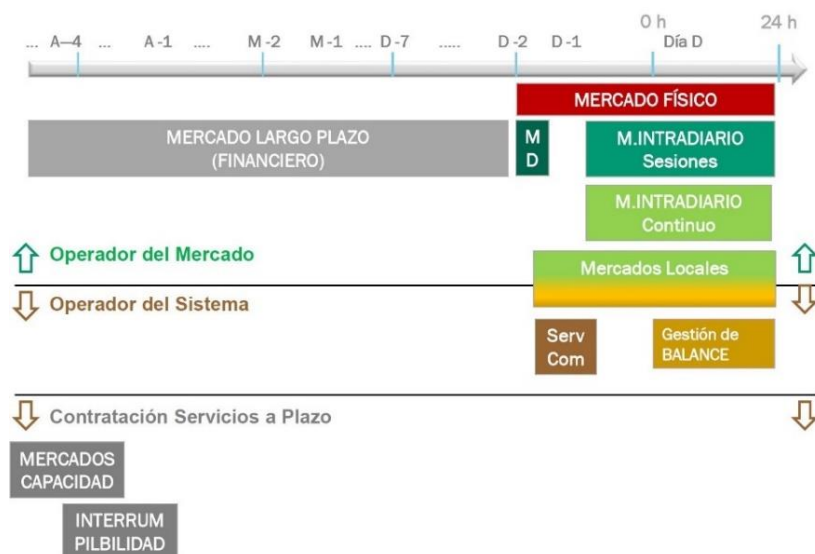 0 h 24 h
... A—4 ... A-1 .... M-2 M-1 .... D-7 ..... D-2 D-1 Día D
MERCADO FÍSICO
MERCADO LARGO PLAZO
(FINANCIERO)
M
D
M.INTRADIARIO
Sesiones
M.INTRADIARIO
Continuo
Operador del Mercado
Mercados Locales
Operador del Sistema
Serv
Com
Gestión de
BALANCE
Contratación Servicios a Plazo
MERCADOS
CAPACIDAD
INTERRUM
PILBILIDAD